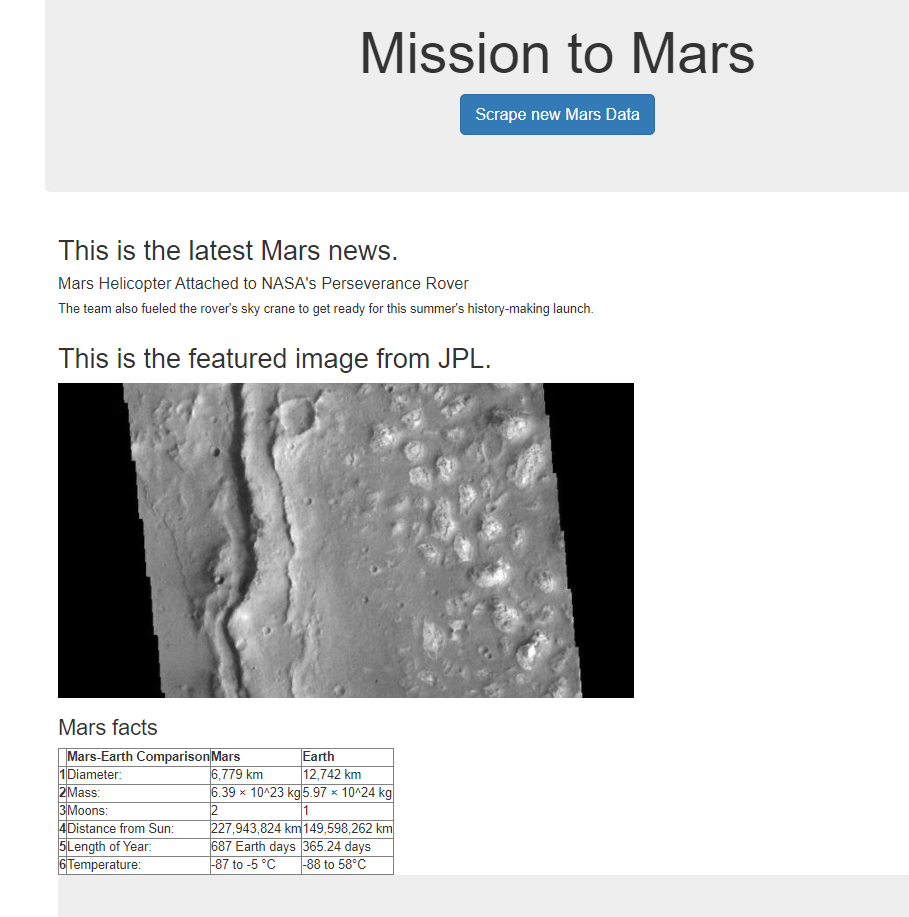 Mission to Mars
Scrape new Mars Data
This is the latest Mars news.
Mars Helicopter Attached to NASA's Perseverance Rover
The team also fueled the rover's sky crane to get ready for this summer's history-making launch.
This is the featured image from JPL.
Mars facts
Mars-Earth Comparison Mars Earth
1 Diameter: 6,779 km 12,742 km
2 Mass: 6.39 × 10^23 kg 5.97 × 10^24 kg
3 Moons: 2 1
4 Distance from Sun: 227,943,824 km 149,598,262 km
5 Length of Year: 687 Earth days 365.24 days
6 Temperature: -87 to -5 °C -88 to 58°C